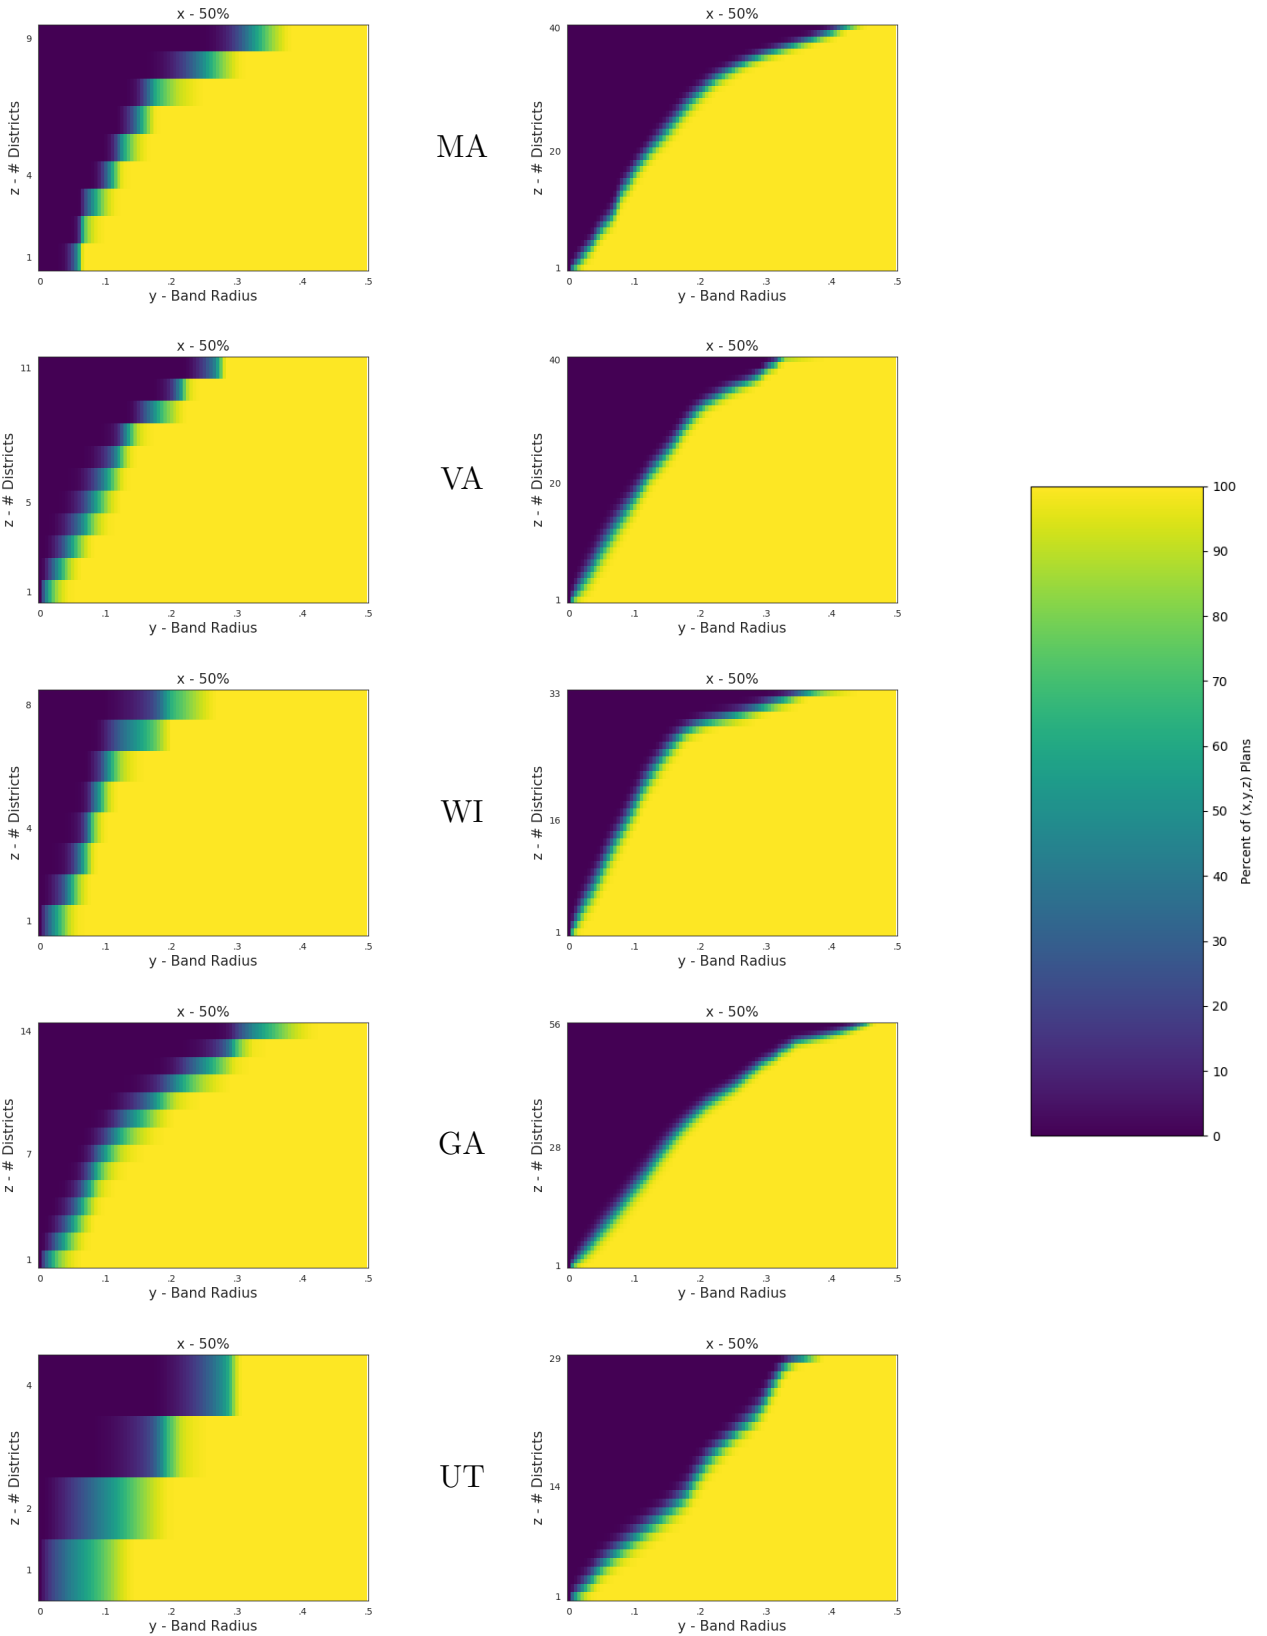 x - 50%
x - 50%
9
4
1
z - # Districts
0 .1 .2 .3 .4 .5
y - Band Radius
MA
40
20
1
z - # Districts
0 .1 .2 .3 .4 .5
y - Band Radius
x - 50%
x - 50%
11
5
1
z - # Districts
0 .1 .2 .3 .4 .5
y - Band Radius
VA
40
20
1
z - # Districts
0 .1 .2 .3 .4 .5
y - Band Radius
x - 50%
x - 50%
8
4
1
z - # Districts
0 .1 .2 .3 .4 .5
y - Band Radius
WI
33
16
1
z - # Districts
0 .1 .2 .3 .4 .5
y - Band Radius
x - 50%
x - 50%
14
7
1
z - # Districts
0 .1 .2 .3 .4 .5
y - Band Radius
GA
56
28
1
z - # Districts
0 .1 .2 .3 .4 .5
y - Band Radius
x - 50%
x - 50%
4
2
1
z - # Districts
0 .1 .2 .3 .4 .5
y - Band Radius
UT
29
14
1
z - # Districts
0 .1 .2 .3 .4 .5
y - Band Radius
100
90
80
70
60
50
40
30
20
10
0
Percent of (x,y,z) Plans